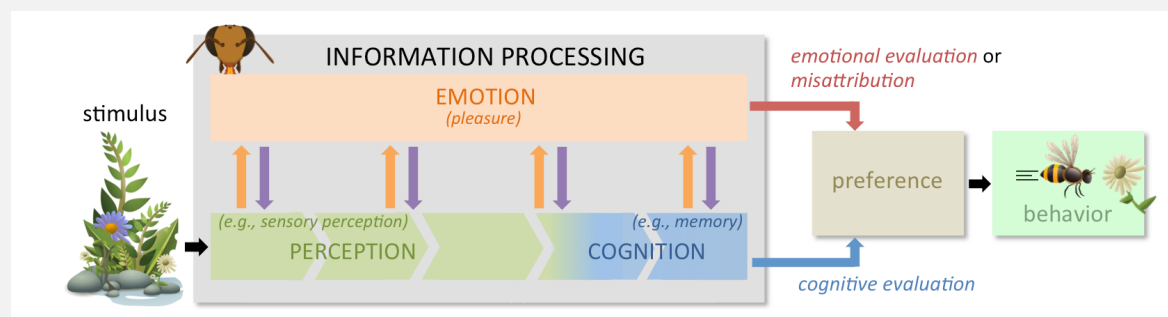 INFORMATION PROCESSING
emotional evaluation or
misattribution
EMOTION
(pleasure)
stimulus
preference
(e.g., sensory perception)
(e.g., memory)
PERCEPTION
COGNITION
behavior
cognitive evaluation